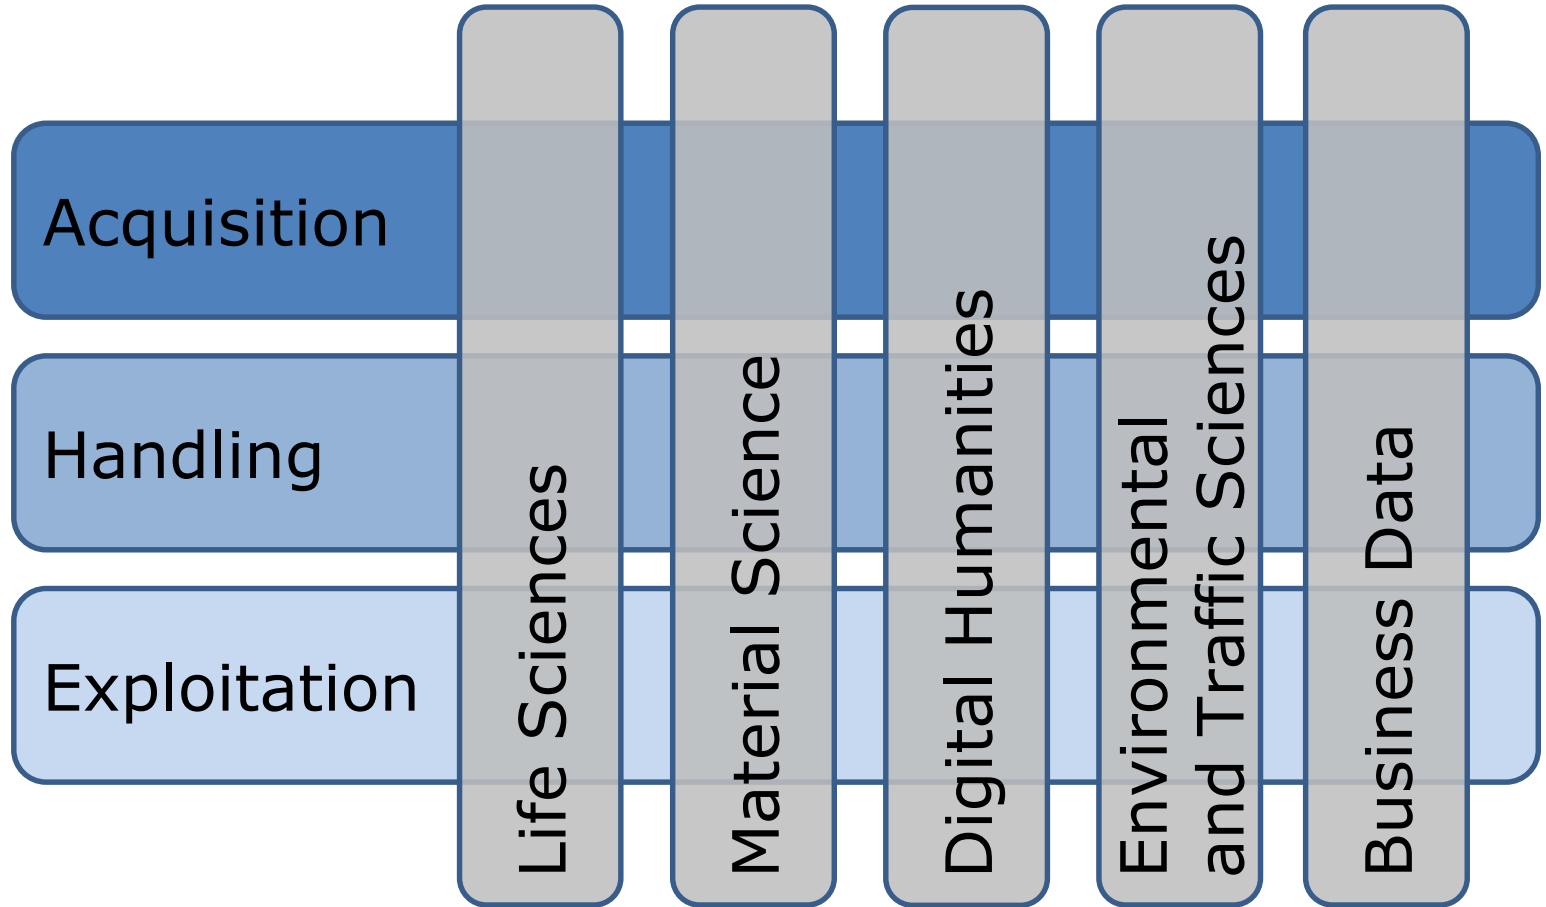 Acquisition
Handling
Exploitation
Life Sciences
Material Science
Digital Humanities
Environmental
and Traffic Sciences
Business Data